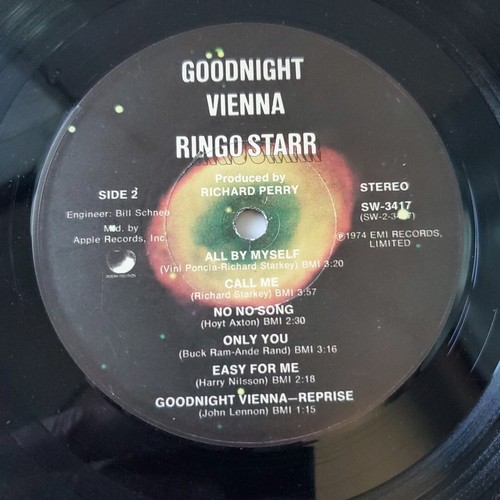 GOODNIGHT
VIENNA
RINGO STARR
Produced by
RICHARD PERRY
SIDE 2
STEREO
Engineer: Bill Schnee
SW-3417
(SW-2-3417)
Mfd. by
Apple Records, Inc.
℗1974 EMI RECORDS,
LIMITED
ALL BY MYSELF
(Vini Poncia-Richard Starkey) BMI 3:20
CALL ME
(Richard Starkey) BMI 3:57
NO NO SONG
(Hoyt Axton) BMI 2:30
ONLY YOU
(Buck Ram-Ande Rand) BMI 3:16
EASY FOR ME
(Harry Nilsson) BMI 2:18
GOODNIGHT VIENNA—REPRISE
(John Lennon) BMI 1:15